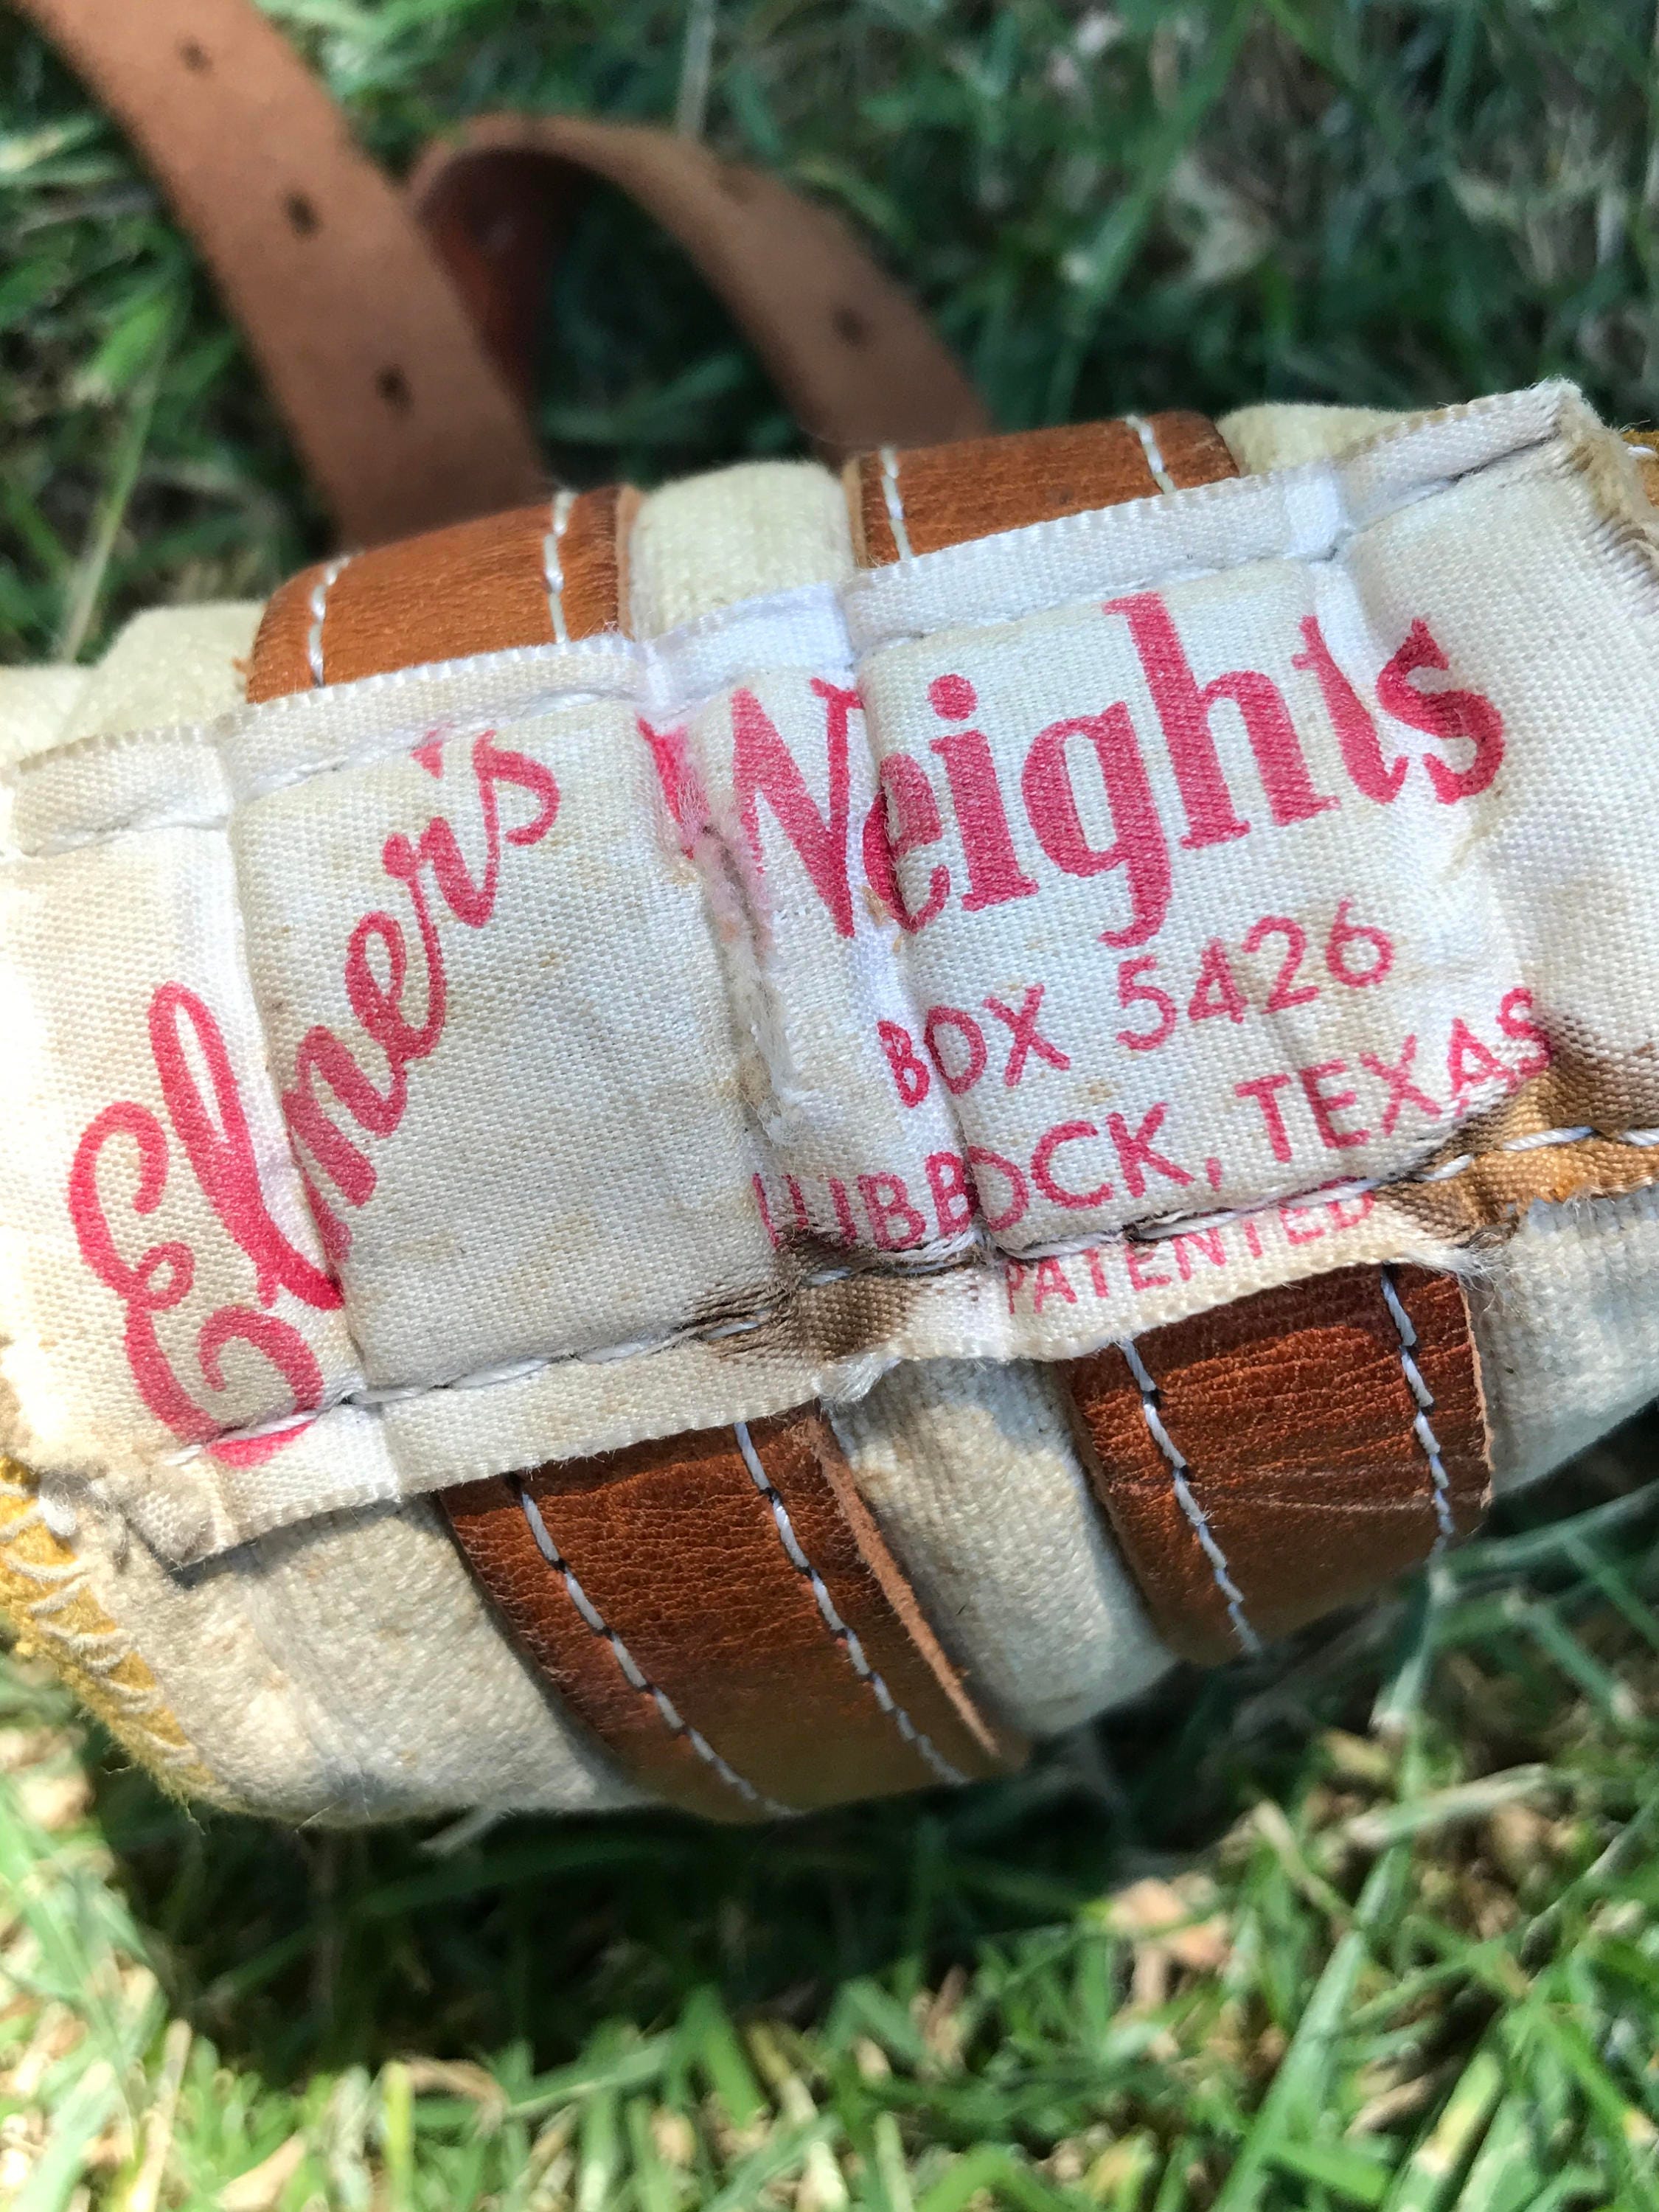 Elmer's Weights
BOX 5426
LUBBOCK, TEXAS
PATENTED